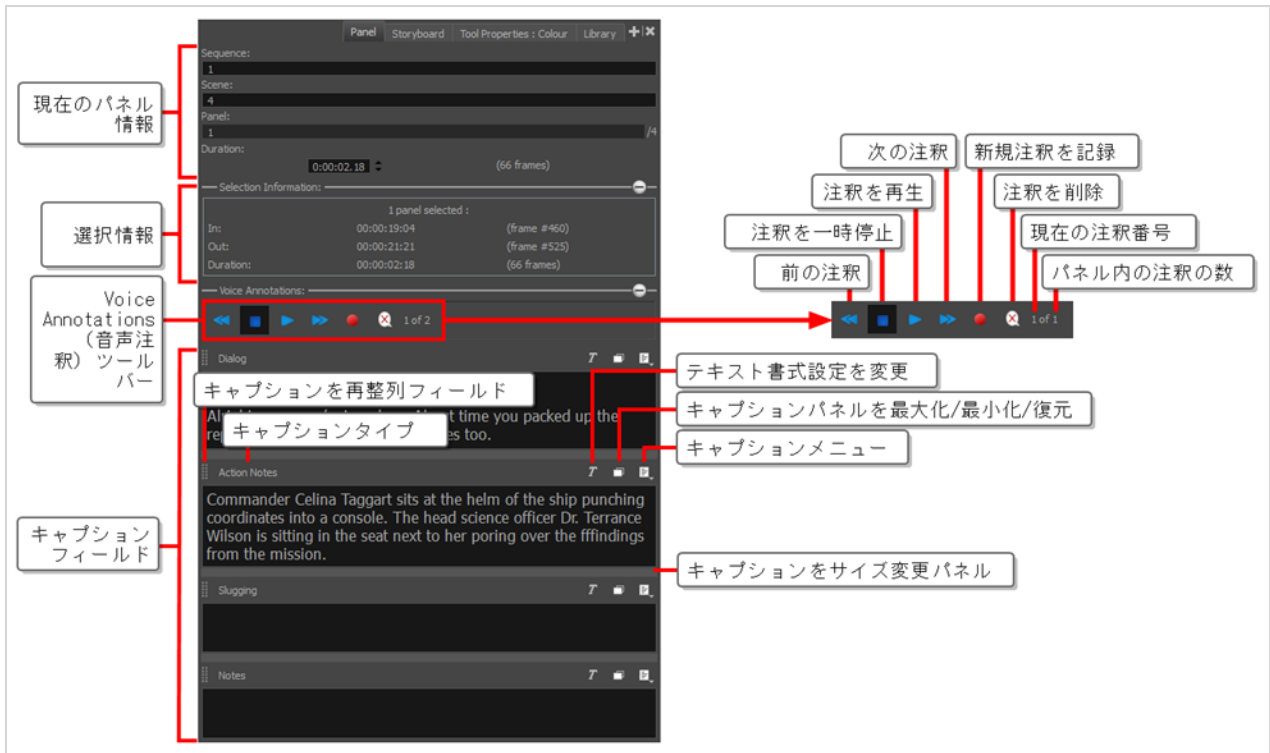 Panel Storyboard Tool Properties : Colour Library
Sequence:
1
Scene:
4
Panel:
1 /4
Duration:
0:00:02.18 (66 frames)
Selection Information:
1 panel selected :
In: 00:00:19:04 (frame #460)
Out: 00:00:21:21 (frame #525)
Duration: 00:00:02:18 (66 frames)
Voice Annotations:
1 of 2
Dialog
time you packed up the
es too.
Action Notes
Commander Celina Taggart sits at the helm of the ship punching
coordinates into a console. The head science officer Dr. Terrance
Wilson is sitting in the seat next to her poring over the fffindings
from the mission.
Slugging
Notes
現在のパネル
情報
選択情報
Voice
Annotations
(音声注
釈) ツール
バー
キャプション
フィールド
キャプションを再整列フィールド
キャプションタイプ
次の注釈
新規注釈を記録
注釈を再生
注釈を削除
注釈を一時停止
現在の注釈番号
前の注釈
パネル内の注釈の数
1 of 1
テキスト書式設定を変更
キャプションパネルを最大化/最小化/復元
キャプションメニュー
キャプションをサイズ変更パネル